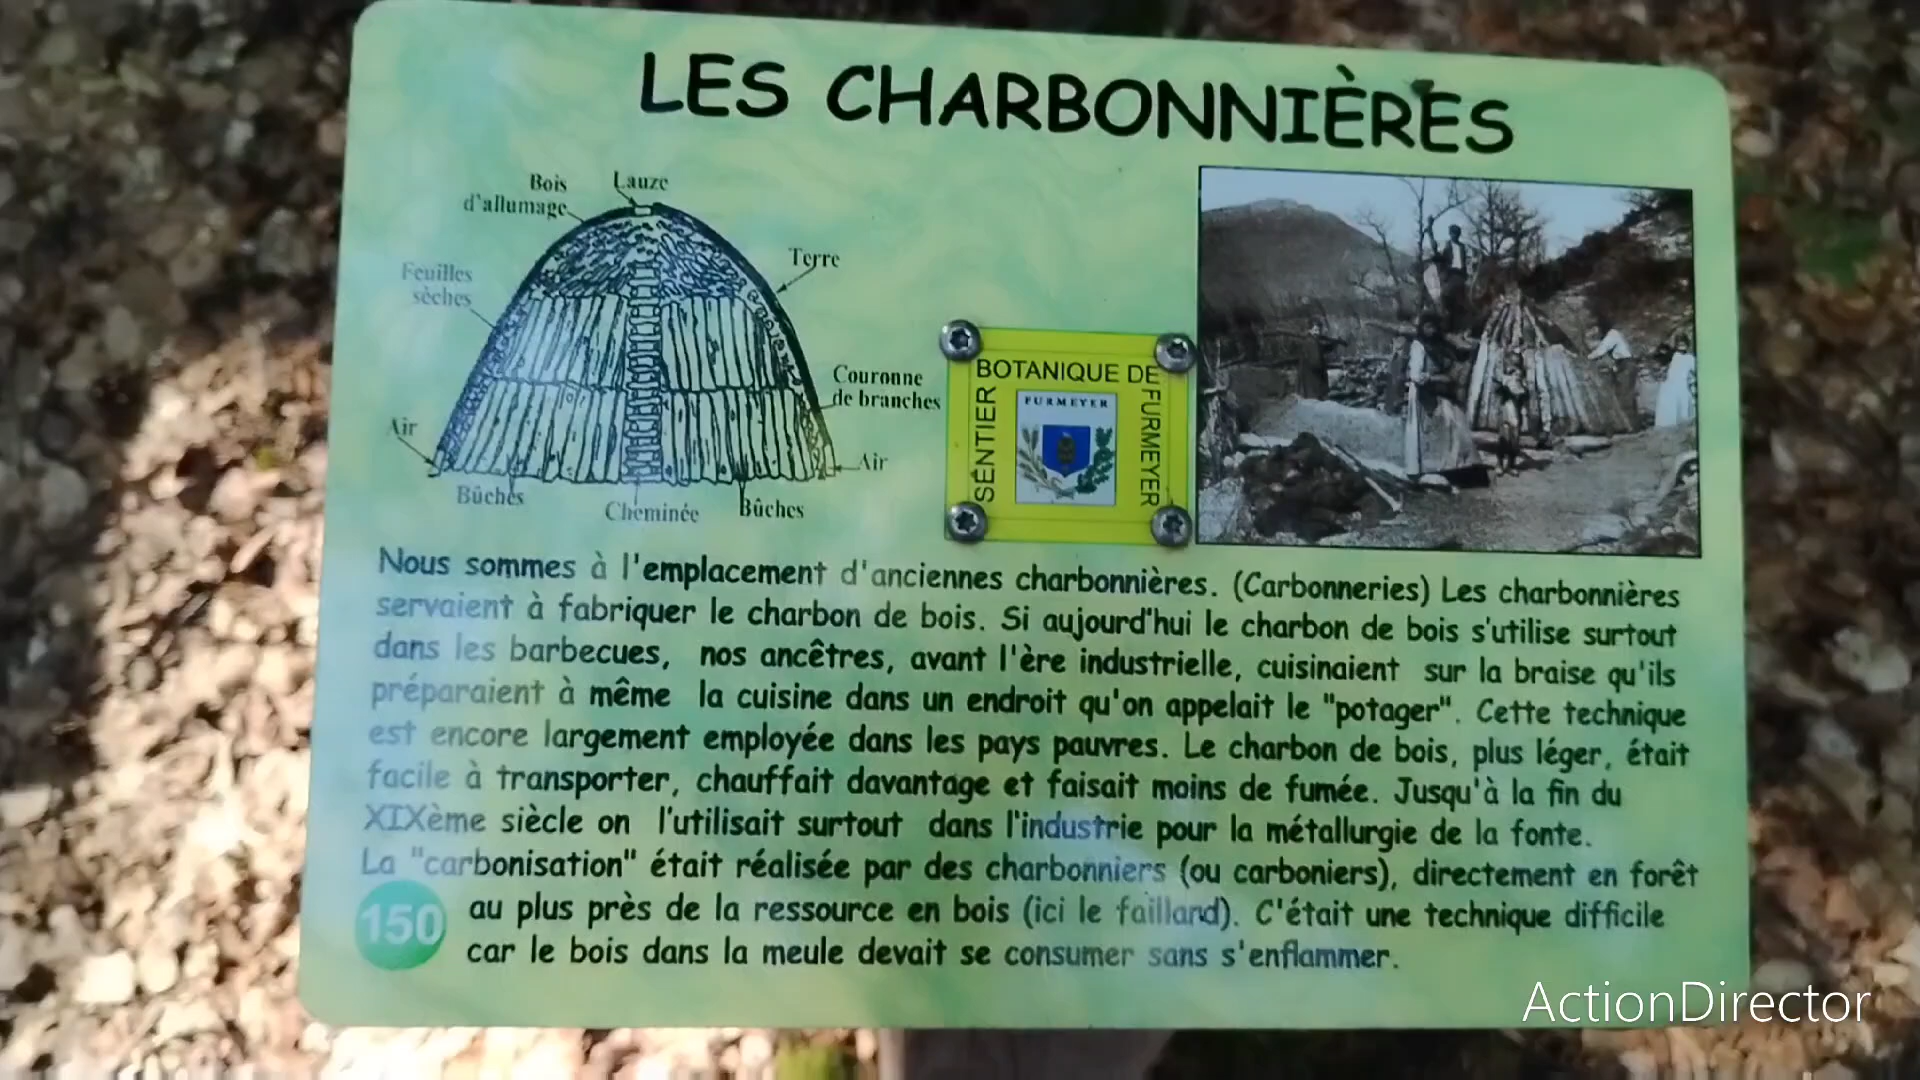 LES CHARBONNIÈRES
Bois
d'allumage
Lauze
Terre
Feuilles
sèches
Couronne
de branches
Air
Air
Bûches
Cheminée
Bûches
BOTANIQUE DE
SENTIER
FURMEYER
FURMEYER
Nous sommes à l'emplacement d'anciennes charbonnières. (Carbonneries) Les charbonnières
servaient à fabriquer le charbon de bois. Si aujourd'hui le charbon de bois s'utilise surtout
dans les barbecues, nos ancêtres, avant l'ère industrielle, cuisinaient sur la braise qu'ils
préparaient à même la cuisine dans un endroit qu'on appelait le "potager". Cette technique
est encore largement employée dans les pays pauvres. Le charbon de bois, plus léger, était
facile à transporter, chauffait davantage et faisait moins de fumée. Jusqu'à la fin du
XIXème siècle on l'utilisait surtout dans l'industrie pour la métallurgie de la fonte.
La "carbonisation" était réalisée par des charbonniers (ou carboniers), directement en forêt
150 au plus près de la ressource en bois (ici le failland). C'était une technique difficile
car le bois dans la meule devait se consumer sans s'enflammer.
ActionDirector